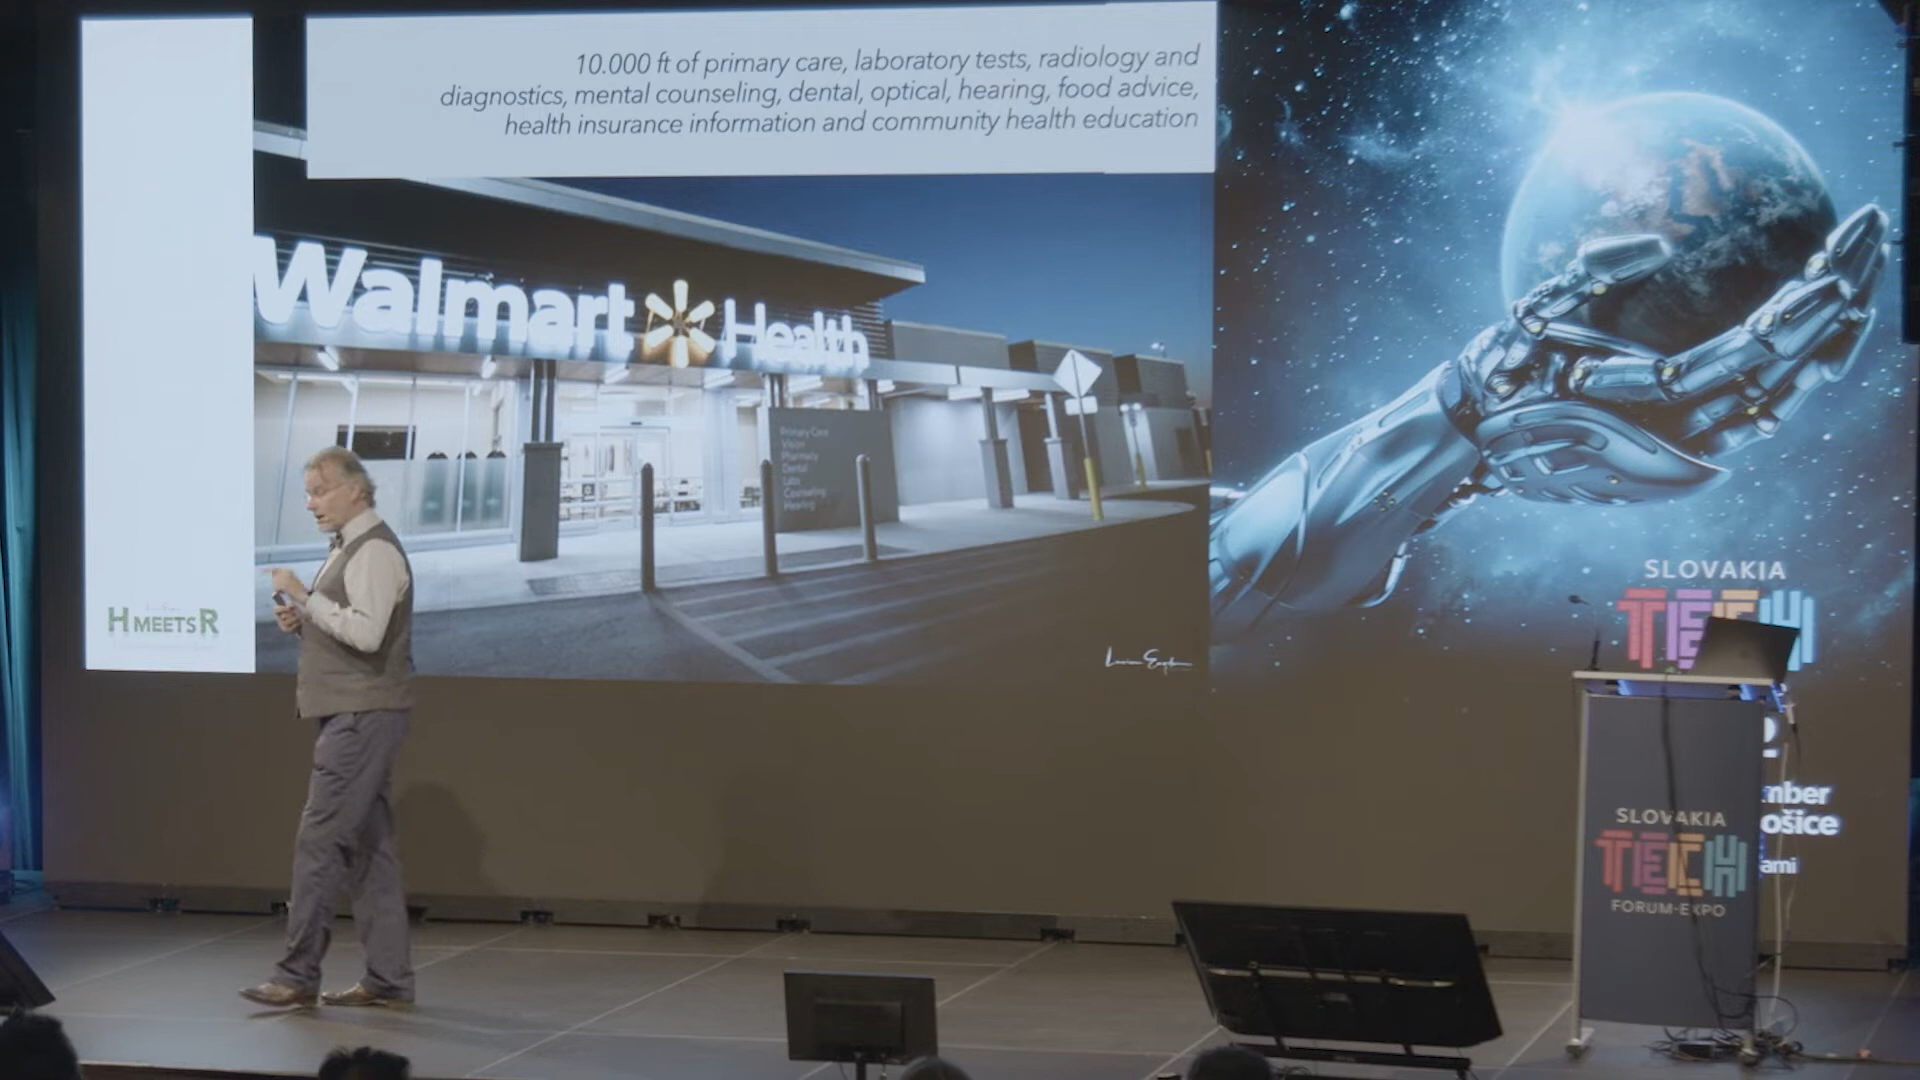 10.000 ft of primary care, laboratory tests, radiology and
diagnostics, mental counseling, dental, optical, hearing, food advice,
health insurance information and community health education
Walmart Health
Primary Care
Vision
Pharmacy
Dental
Labs
Counseling
Hearing
H MEETS R
SLOVAKIA
TECH
2
mber
ošice
ami
SLOVAKIA
TECH
FORUM-EXPO